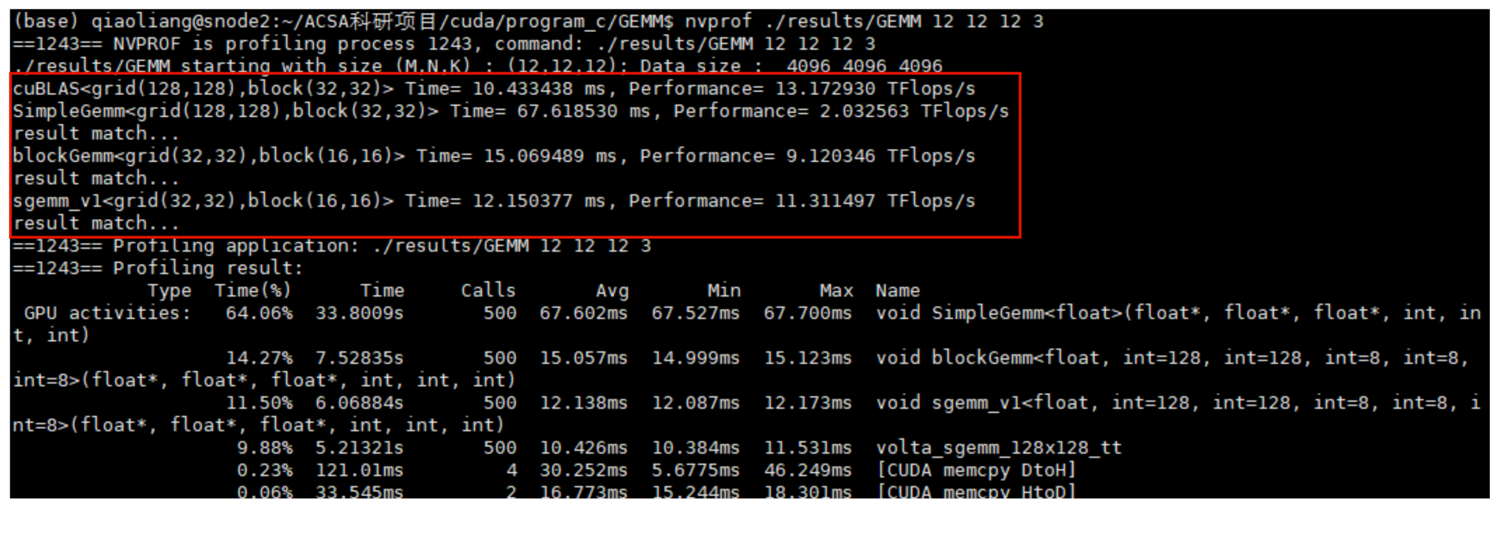 (base) qiaoliang@snode2:~/ACSA科研项目/cuda/program_c/GEMM$ nvprof ./results/GEMM 12 12 12 3
==1243== NVPROF is profiling process 1243, command: ./results/GEMM 12 12 12 3
./results/GEMM starting with size (M,N,K) : (12,12,12); Data size :  4096 4096 4096
cuBLAS<grid(128,128),block(32,32)> Time= 10.433438 ms, Performance= 13.172930 TFlops/s
SimpleGemm<grid(128,128),block(32,32)> Time= 67.618530 ms, Performance= 2.032563 TFlops/s
result match...
blockGemm<grid(32,32),block(16,16)> Time= 15.069489 ms, Performance= 9.120346 TFlops/s
result match...
sgemm_v1<grid(32,32),block(16,16)> Time= 12.150377 ms, Performance= 11.311497 TFlops/s
result match...
==1243== Profiling application: ./results/GEMM 12 12 12 3
==1243== Profiling result:
Type  Time(%)      Time     Calls       Avg       Min       Max  Name
GPU activities:   64.06%  33.8009s       500  67.602ms  67.527ms  67.700ms  void SimpleGemm<float>(float*, float*, float*, int, in
t, int)
14.27%  7.52835s       500  15.057ms  14.999ms  15.123ms  void blockGemm<float, int=128, int=128, int=8, int=8,
int=8>(float*, float*, float*, int, int, int)
11.50%  6.06884s       500  12.138ms  12.087ms  12.173ms  void sgemm_v1<float, int=128, int=128, int=8, int=8, i
nt=8>(float*, float*, float*, int, int, int)
9.88%  5.21321s       500  10.426ms  10.384ms  11.531ms  volta_sgemm_128x128_tt
0.23%  121.01ms         4  30.252ms  5.6775ms  46.249ms  [CUDA memcpy DtoH]
0.06%  33.545ms         2  16.773ms  15.244ms  18.301ms  [CUDA memcpy HtoD]